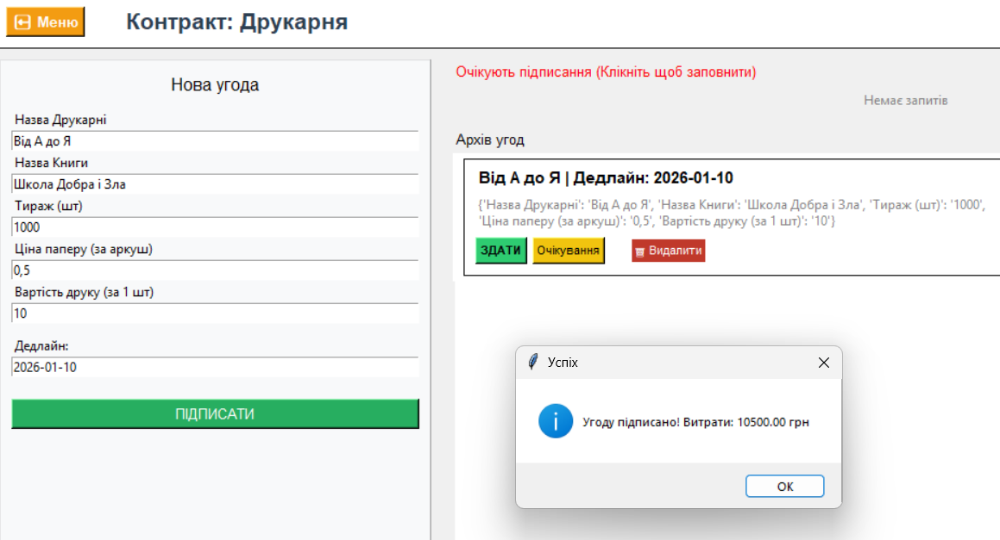 Меню
Контракт: Друкарня
Нова угода
Назва Друкарні
Від А до Я
Назва Книги
Школа Добра і Зла
Тираж (шт)
1000
Ціна паперу (за аркуш)
0,5
Вартість друку (за 1 шт)
10
Дедлайн:
2026-01-10
ПІДПИСАТИ
Очікують підписання (Клікніть щоб заповнити)
Немає запитів
Архів угод
Від А до Я | Дедлайн: 2026-01-10
{'Назва Друкарні': 'Від А до Я', 'Назва Книги': 'Школа Добра і Зла', 'Тираж (шт)': '1000',
'Ціна паперу (за аркуш)': '0,5', 'Вартість друку (за 1 шт)': '10'}
ЗДАТИ
Очікування
Видалити
Успіх
Угоду підписано! Витрати: 10500.00 грн
ОК